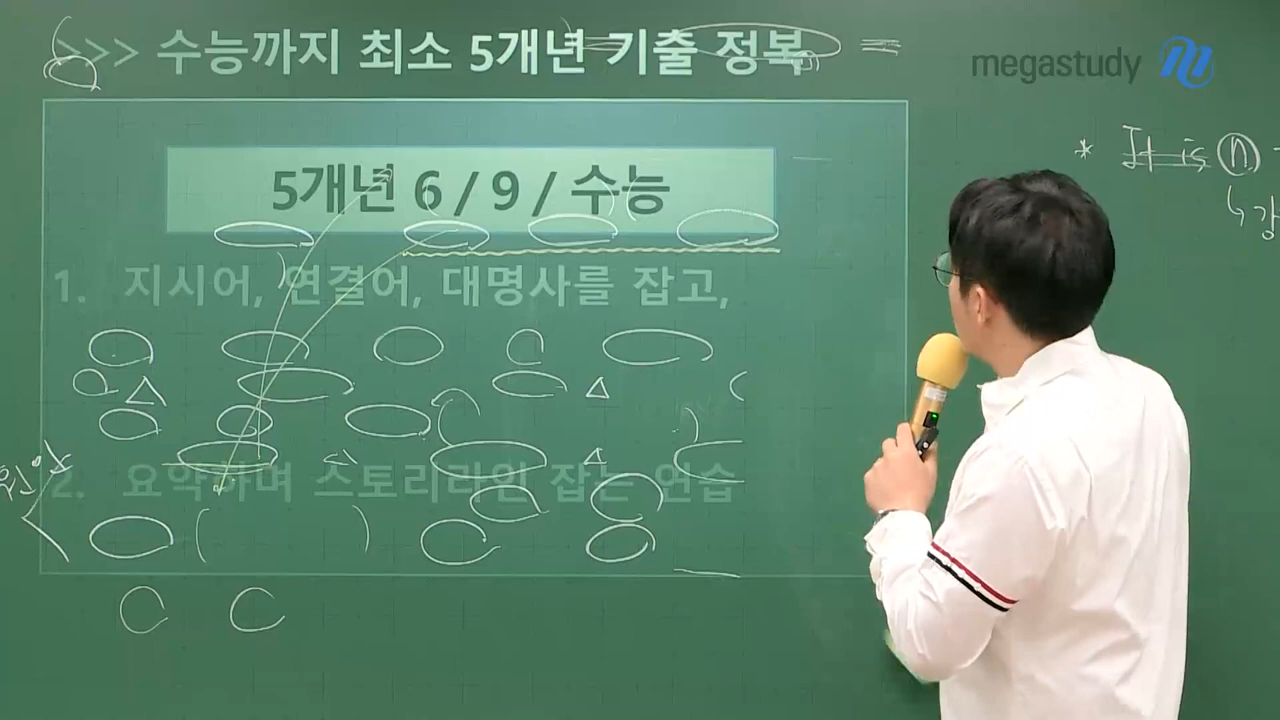 >>> 수능까지 최소 5개년 기출 정복
megastudy
5개년 6 / 9 / 수능
* It is n
↳ 강
1. 지시어, 연결어, 대명사를 잡고,
2. 요약하며 스토리라인 잡는 연습